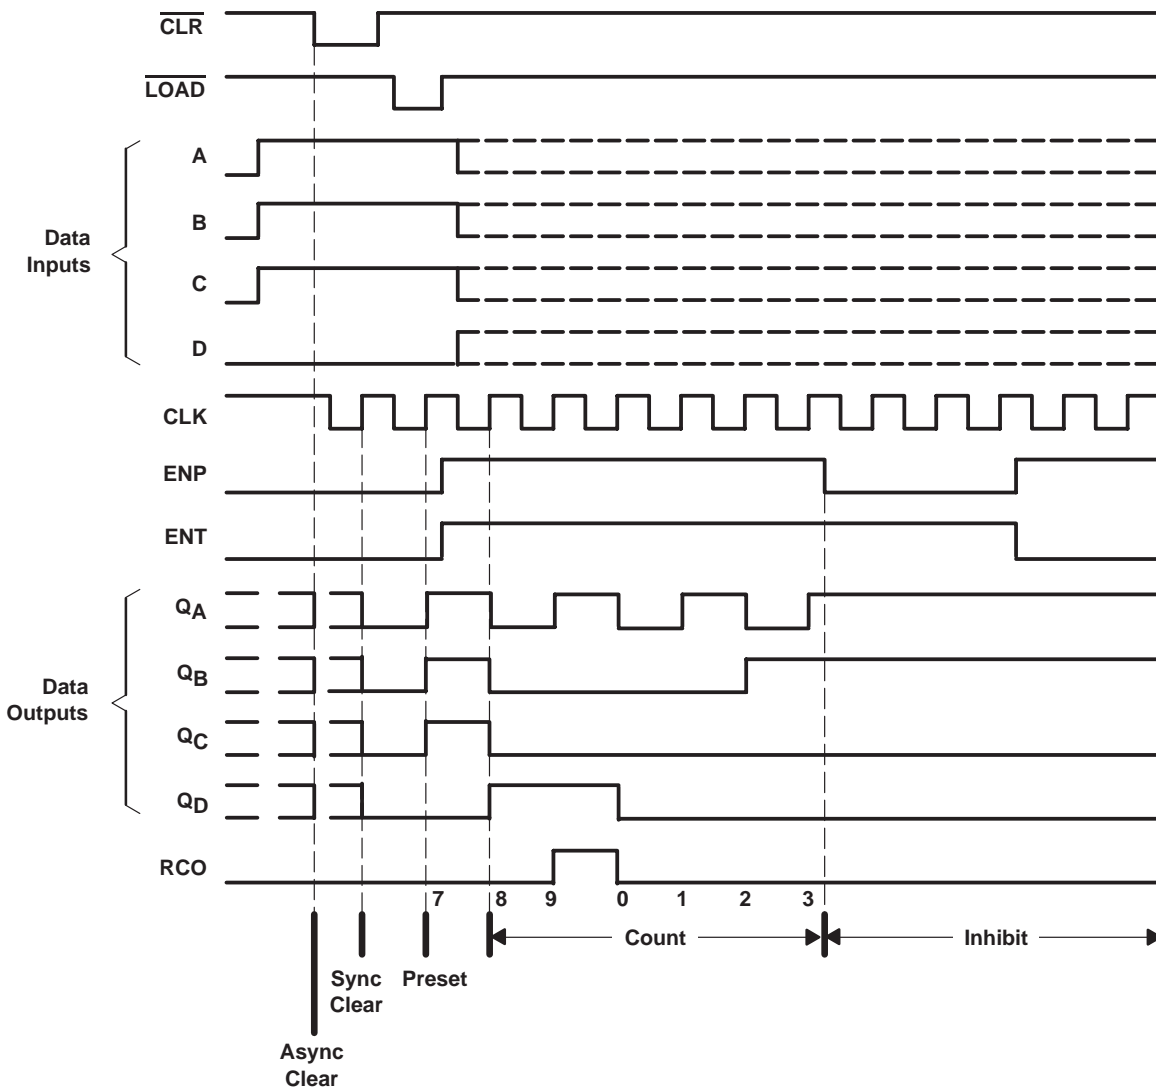 CLR
LOAD
A
B
Data
Inputs
C
D
CLK
ENP
ENT
QA
QB
Data
Outputs
QC
QD
RCO
7 8 9 0 1 2 3
Count Inhibit
Sync
Clear
Preset
Async
Clear